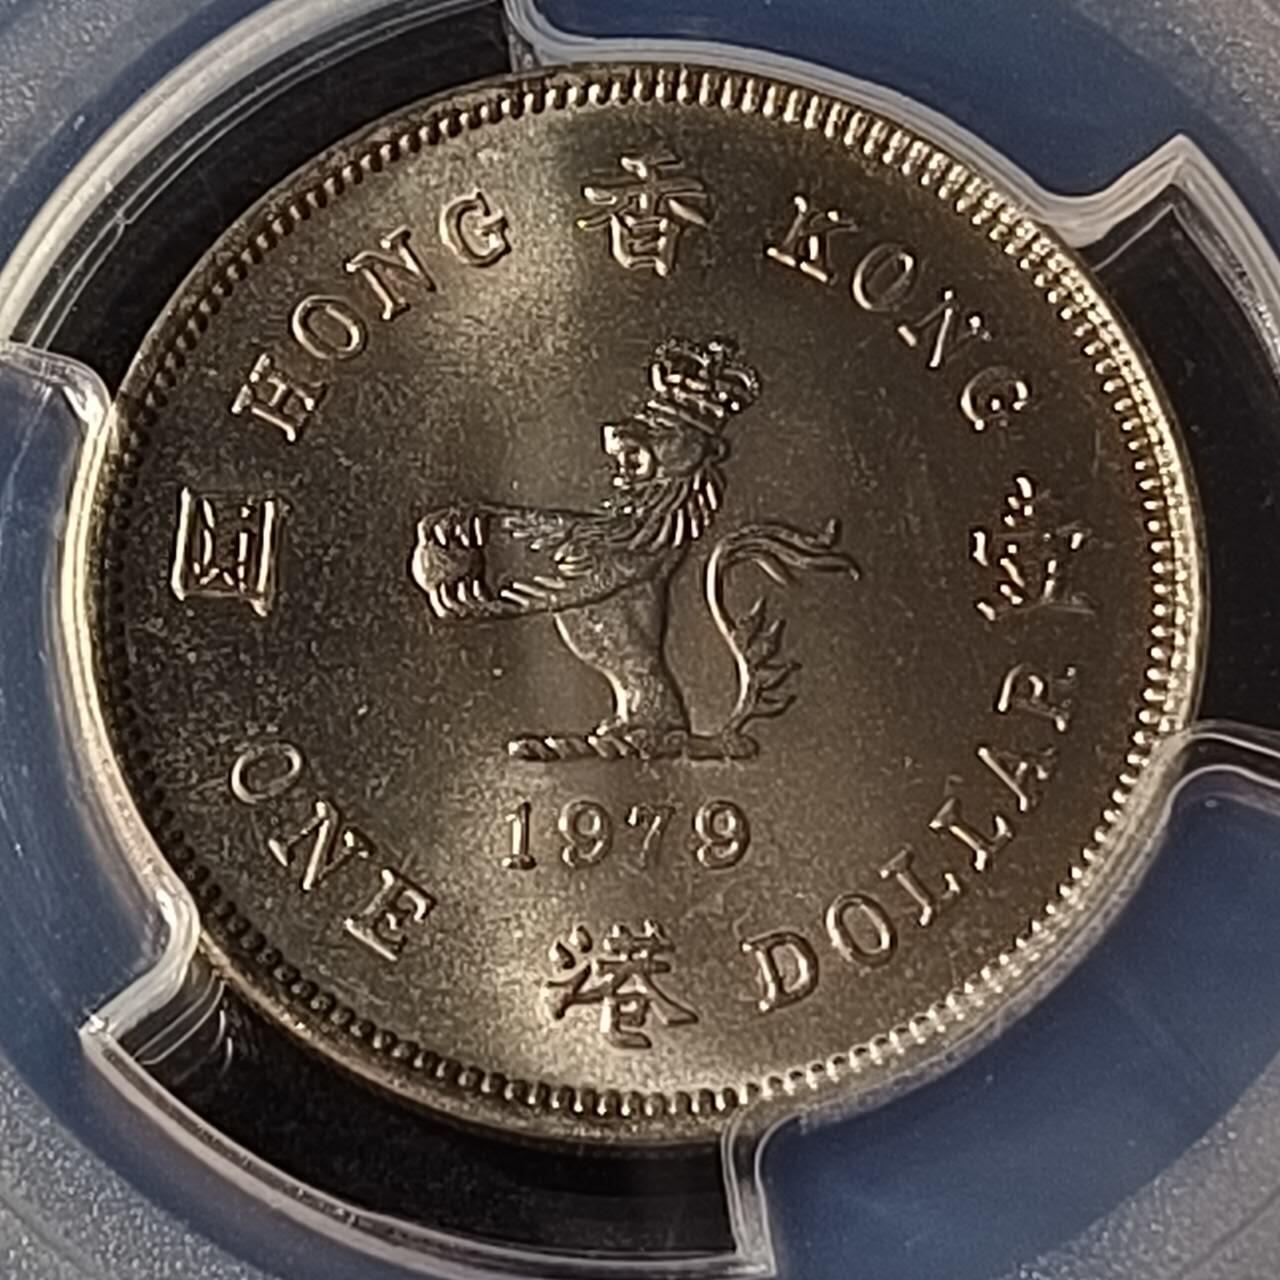 HONG 香 KONG
圓 壹
1979
ONE 港 DOLLAR